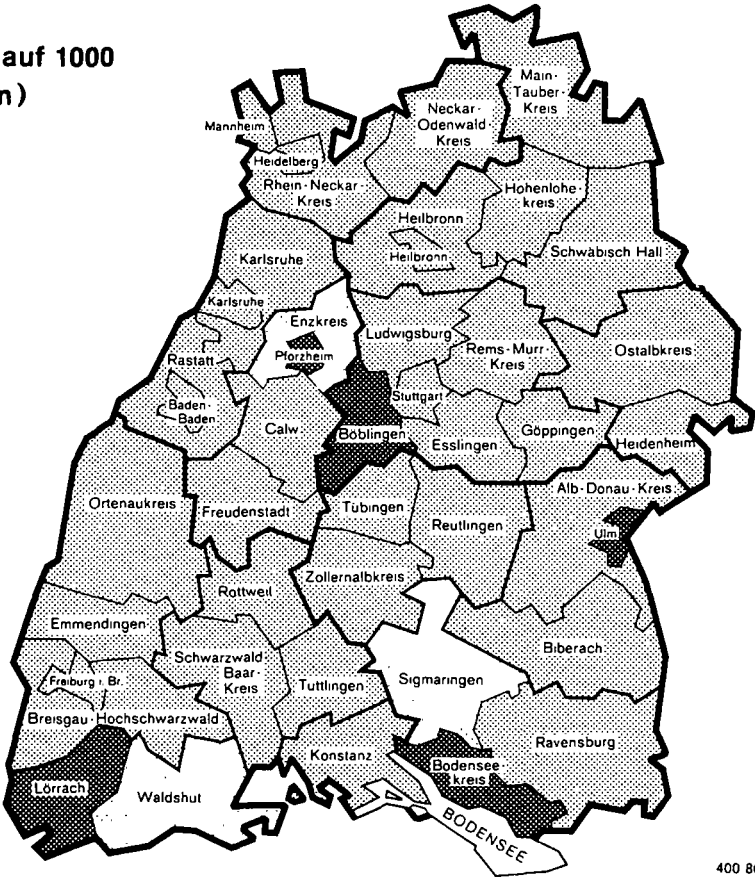 auf 1000
n)
Main-
Tauber-
Kreis
Neckar-
Odenwald
Kreis
Mannheim
Heidelberg
Rhein-Neckar-
Kreis
Hohenlohe-
kreis
Heilbronn
Heilbronn
Schwäbisch Hall
Karlsruhe
Karlsruhe
Enzkreis
Pforzheim
Ludwigsburg
Rems-Murr-
Kreis
Ostalbkreis
Rastatt
Baden-
Baden
Calw
Stuttgart
Böblingen
Esslingen
Göppingen
Heidenheim
Ortenaukreis
Freudenstadt
Tübingen
Reutlingen
Alb-Donau-Kreis
Ulm
Rottweil
Zollernalbkreis
Emmendingen
Biberach
Schwarzwald
Baar-
Kreis
Tuttlingen
Sigmaringen
Freiburg i. Br.
Breisgau-Hochschwarzwald
Konstanz
Bodensee-
kreis
Ravensburg
Lörrach
Waldshut
BODENSEE